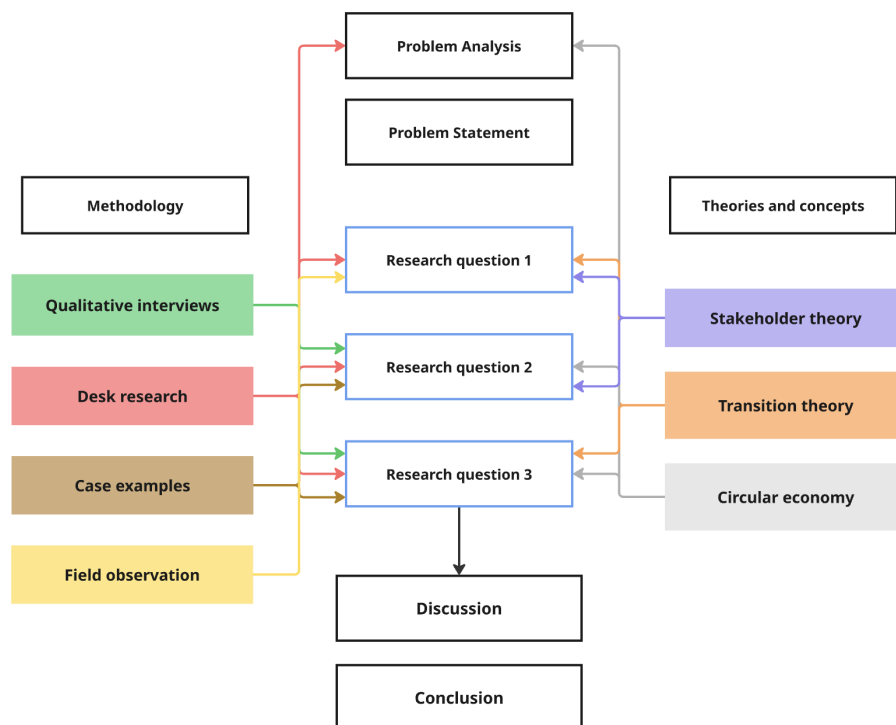 Problem Analysis
Problem Statement
Methodology
Theories and concepts
Research question 1
Qualitative interviews
Stakeholder theory
Research question 2
Desk research
Transition theory
Research question 3
Case examples
Circular economy
Field observation
Discussion
Conclusion